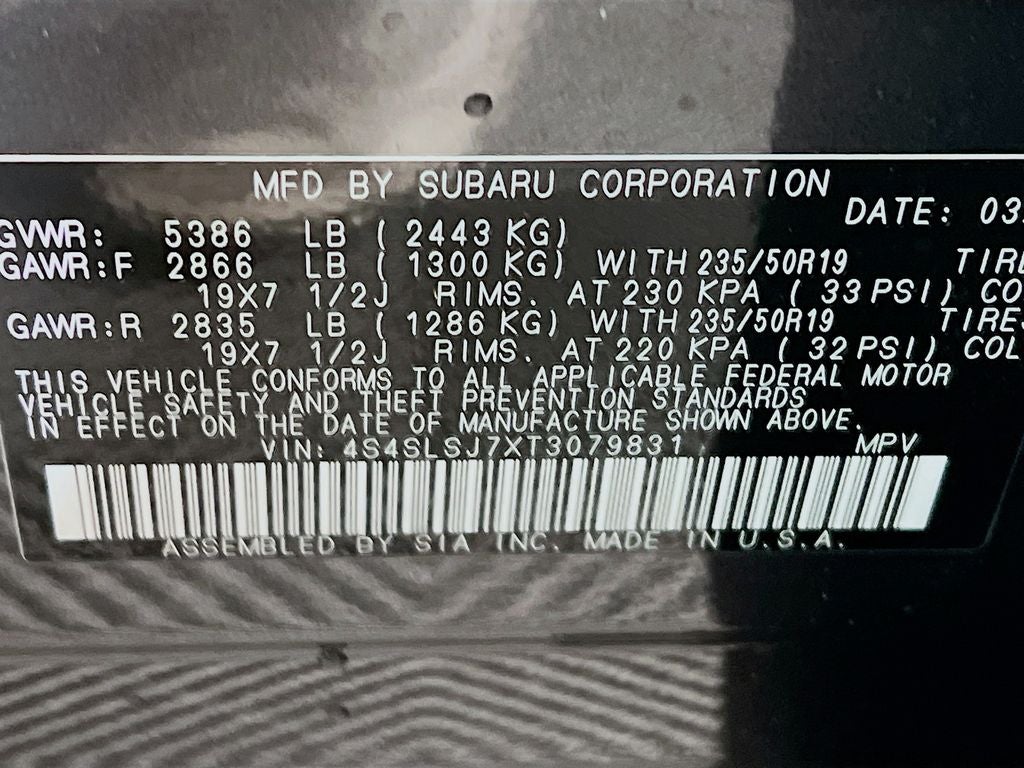 MFD BY SUBARU CORPORATION
DATE: 03
GVWR: 5386 LB ( 2443 KG)
GAWR:F 2866 LB ( 1300 KG) WITH 235/50R19 TIRE
19X7 1/2J RIMS. AT 230 KPA ( 33 PSI) CO
GAWR:R 2835 LB ( 1286 KG) WITH 235/50R19 TIRES
19X7 1/2J RIMS. AT 220 KPA ( 32 PSI) COL
THIS VEHICLE CONFORMS TO ALL APPLICABLE FEDERAL MOTOR
VEHICLE SAFETY AND THEFT PREVENTION STANDARDS
IN EFFECT ON THE DATE OF MANUFACTURE SHOWN ABOVE.
VIN: 4S4SLSJ7XT3079831 MPV
ASSEMBLED BY SIA INC. MADE IN U.S.A.